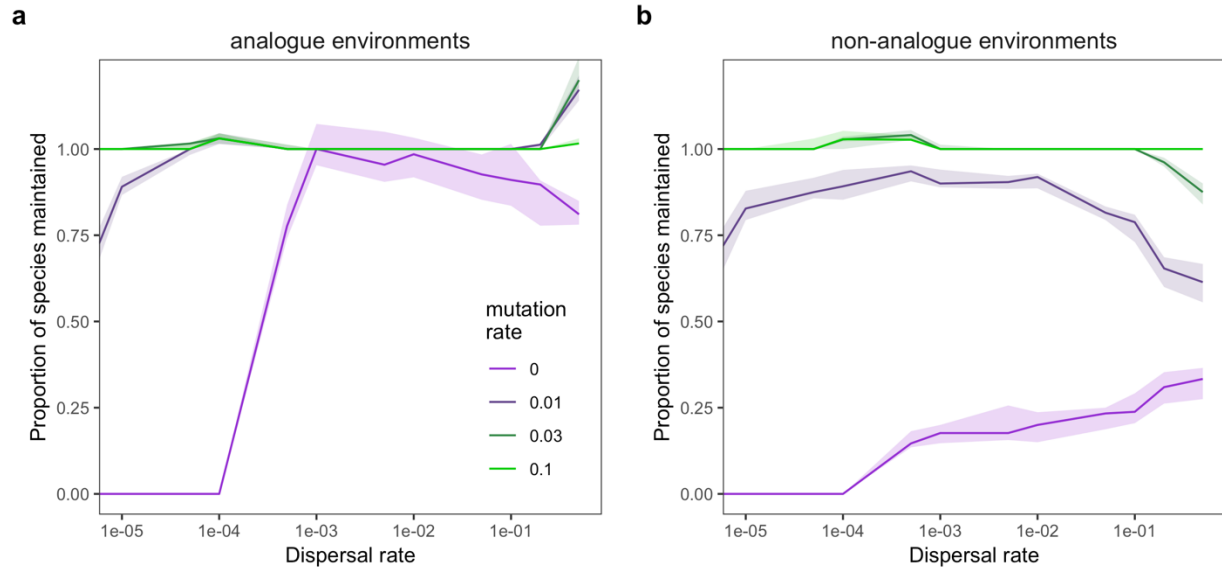 a
analogue environments
Proportion of species maintained
1.00
0.75
0.50
0.25
0.00
mutation
rate
0
0.01
0.03
0.1
1e-05 1e-04 1e-03 1e-02 1e-01
Dispersal rate
b
non-analogue environments
Proportion of species maintained
1.00
0.75
0.50
0.25
0.00
1e-05 1e-04 1e-03 1e-02 1e-01
Dispersal rate